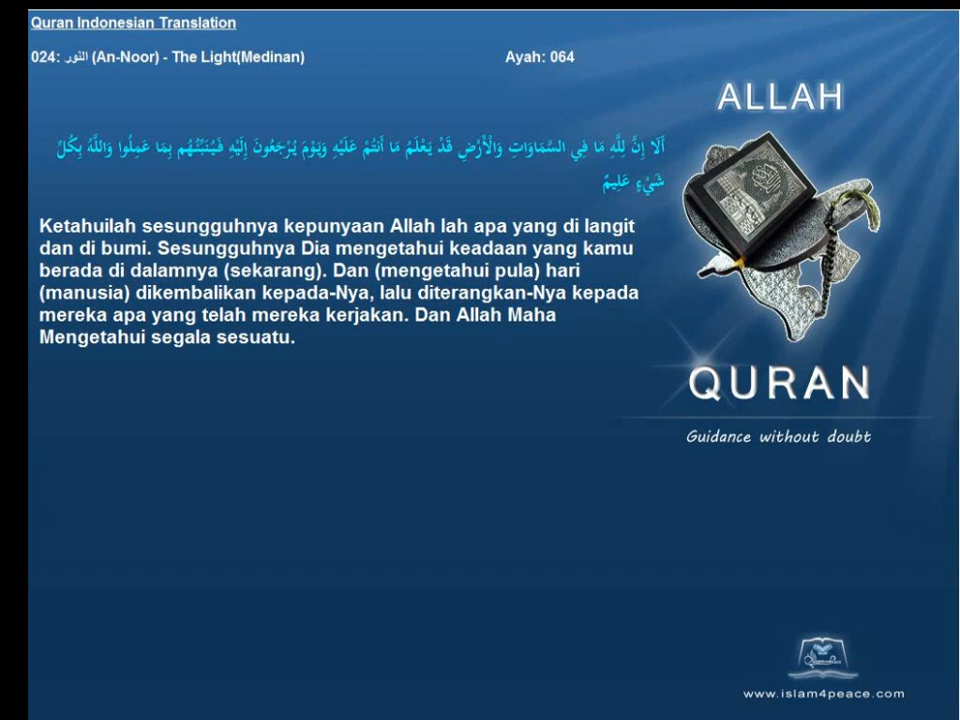 Quran Indonesian Translation
024: النور (An-Noor) - The Light(Medinan) Ayah: 064
ALLAH
أَلَا إِنَّ لِلَّهِ مَا فِي السَّمَاوَاتِ وَالْأَرْضِ قَدْ يَعْلَمُ مَا أَنتُمْ عَلَيْهِ وَيَوْمَ يُرْجَعُونَ إِلَيْهِ فَيُنَبِّئُهُم بِمَا عَمِلُوا وَاللَّهُ بِكُلِّ
شَيْءٍ عَلِيمٌ
Ketahuilah sesungguhnya kepunyaan Allah lah apa yang di langit
dan di bumi. Sesungguhnya Dia mengetahui keadaan yang kamu
berada di dalamnya (sekarang). Dan (mengetahui pula) hari
(manusia) dikembalikan kepada-Nya, lalu diterangkan-Nya kepada
mereka apa yang telah mereka kerjakan. Dan Allah Maha
Mengetahui segala sesuatu.
QURAN
Guidance without doubt
www.islam4peace.com